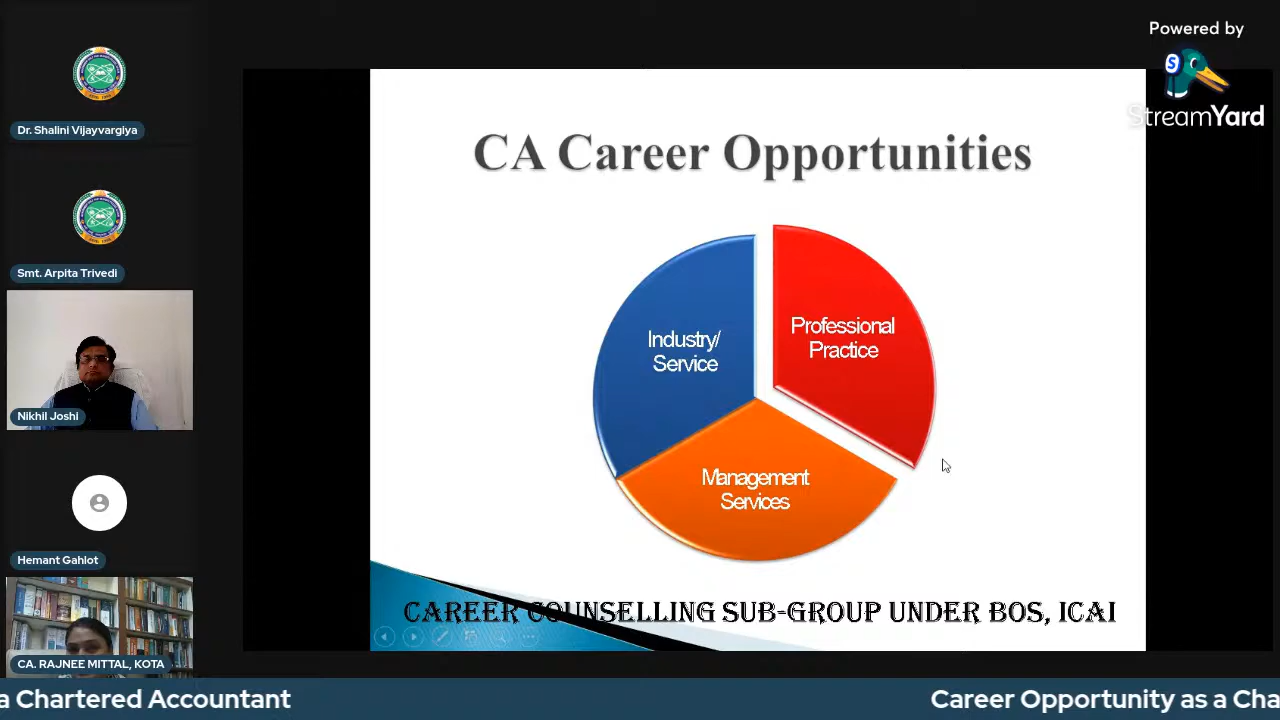 Powered by
StreamYard
Dr. Shalini Vijayvargiya
Smt. Arpita Trivedi
Nikhil Joshi
Hemant Gahlot
CA. RAJNEE MITTAL, KOTA
CA Career Opportunities
Industry/
Service
Professional
Practice
Management
Services
CAREER COUNSELLING SUB-GROUP UNDER BOS, ICAI
a Chartered Accountant
Career Opportunity as a Cha